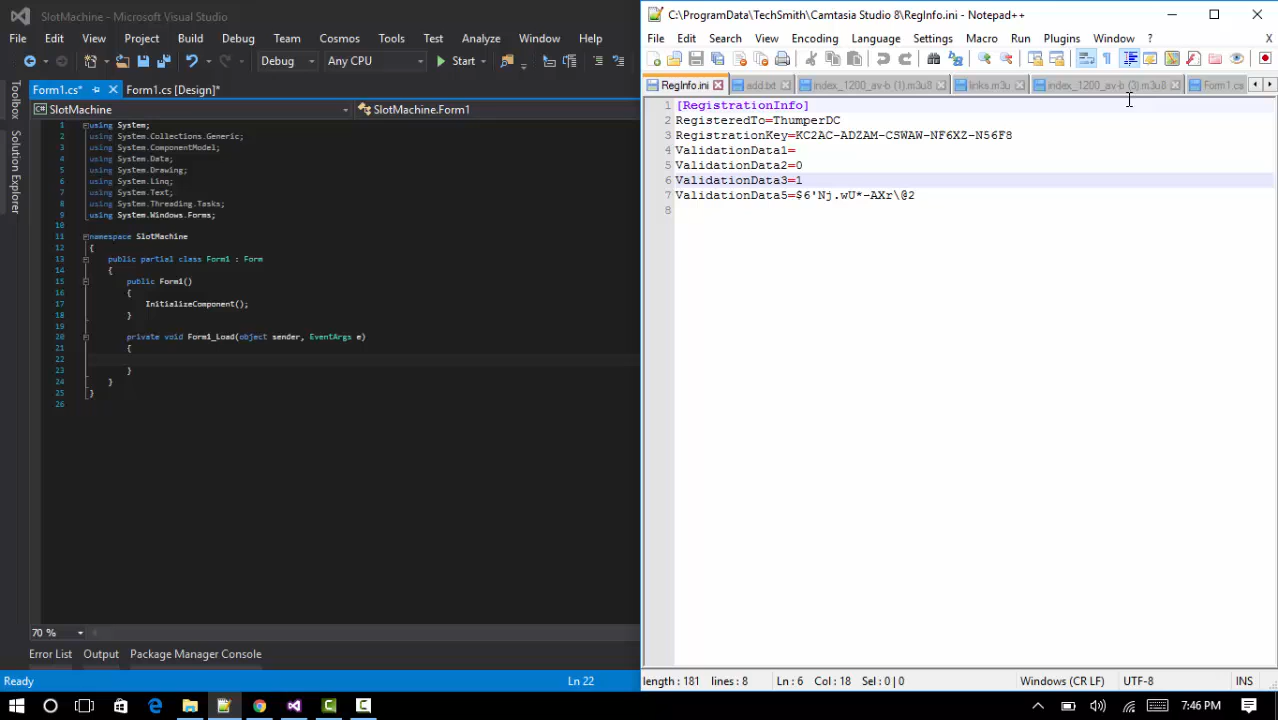 SlotMachine - Microsoft Visual Studio
File Edit View Project Build Debug Team Cosmos Tools Test Analyze Window Help
Debug Any CPU Start
Form1.cs* Form1.cs [Design]*
SlotMachine SlotMachine.Form1
Toolbox
Solution Explorer
1 using System;
2 using System.Collections.Generic;
3 using System.ComponentModel;
4 using System.Data;
5 using System.Drawing;
6 using System.Linq;
7 using System.Text;
8 using System.Threading.Tasks;
9 using System.Windows.Forms;
10
11 namespace SlotMachine
12 {
13 public partial class Form1 : Form
14 {
15 public Form1()
16 {
17 InitializeComponent();
18 }
19
20 private void Form1_Load(object sender, EventArgs e)
21 {
22
23 }
24 }
25 }
26
70 %
Error List Output Package Manager Console
Ready Ln 22
C:\ProgramData\TechSmith\Camtasia Studio 8\RegInfo.ini - Notepad++
File Edit Search View Encoding Language Settings Macro Run Plugins Window ? X
RegInfo.ini add.txt index_1200_av-b (1).m3u8 links.m3u index_1200_av-b (3).m3u8 Form1.cs
1 [RegistrationInfo]
2 RegisteredTo=ThumperDC
3 RegistrationKey=KC2AC-ADZAM-CSWAW-NF6XZ-N56F8
4 ValidationData1=
5 ValidationData2=0
6 ValidationData3=1
7 ValidationData5=$6'Nj.wU*-AXr\@2
8
length : 181 lines : 8 Ln : 6 Col : 18 Sel : 0 | 0 Windows (CR LF) UTF-8 INS
7:46 PM